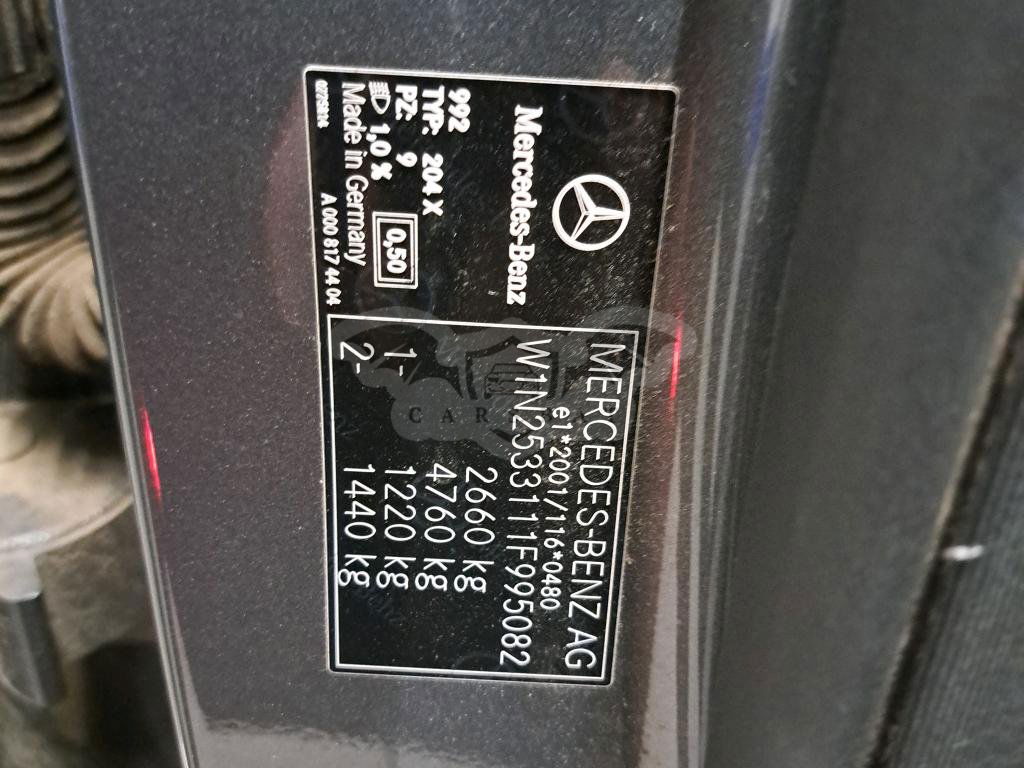 Mercedes-Benz
992
TYP: 204 X
PZ: 9
1,0 %
0,50
Made in Germany
A 000 817 44 04
MERCEDES-BENZ AG
e1*2001/116*0480
W1N2533111F995082
2660 kg
4760 kg
1- 1220 kg
2- 1440 kg